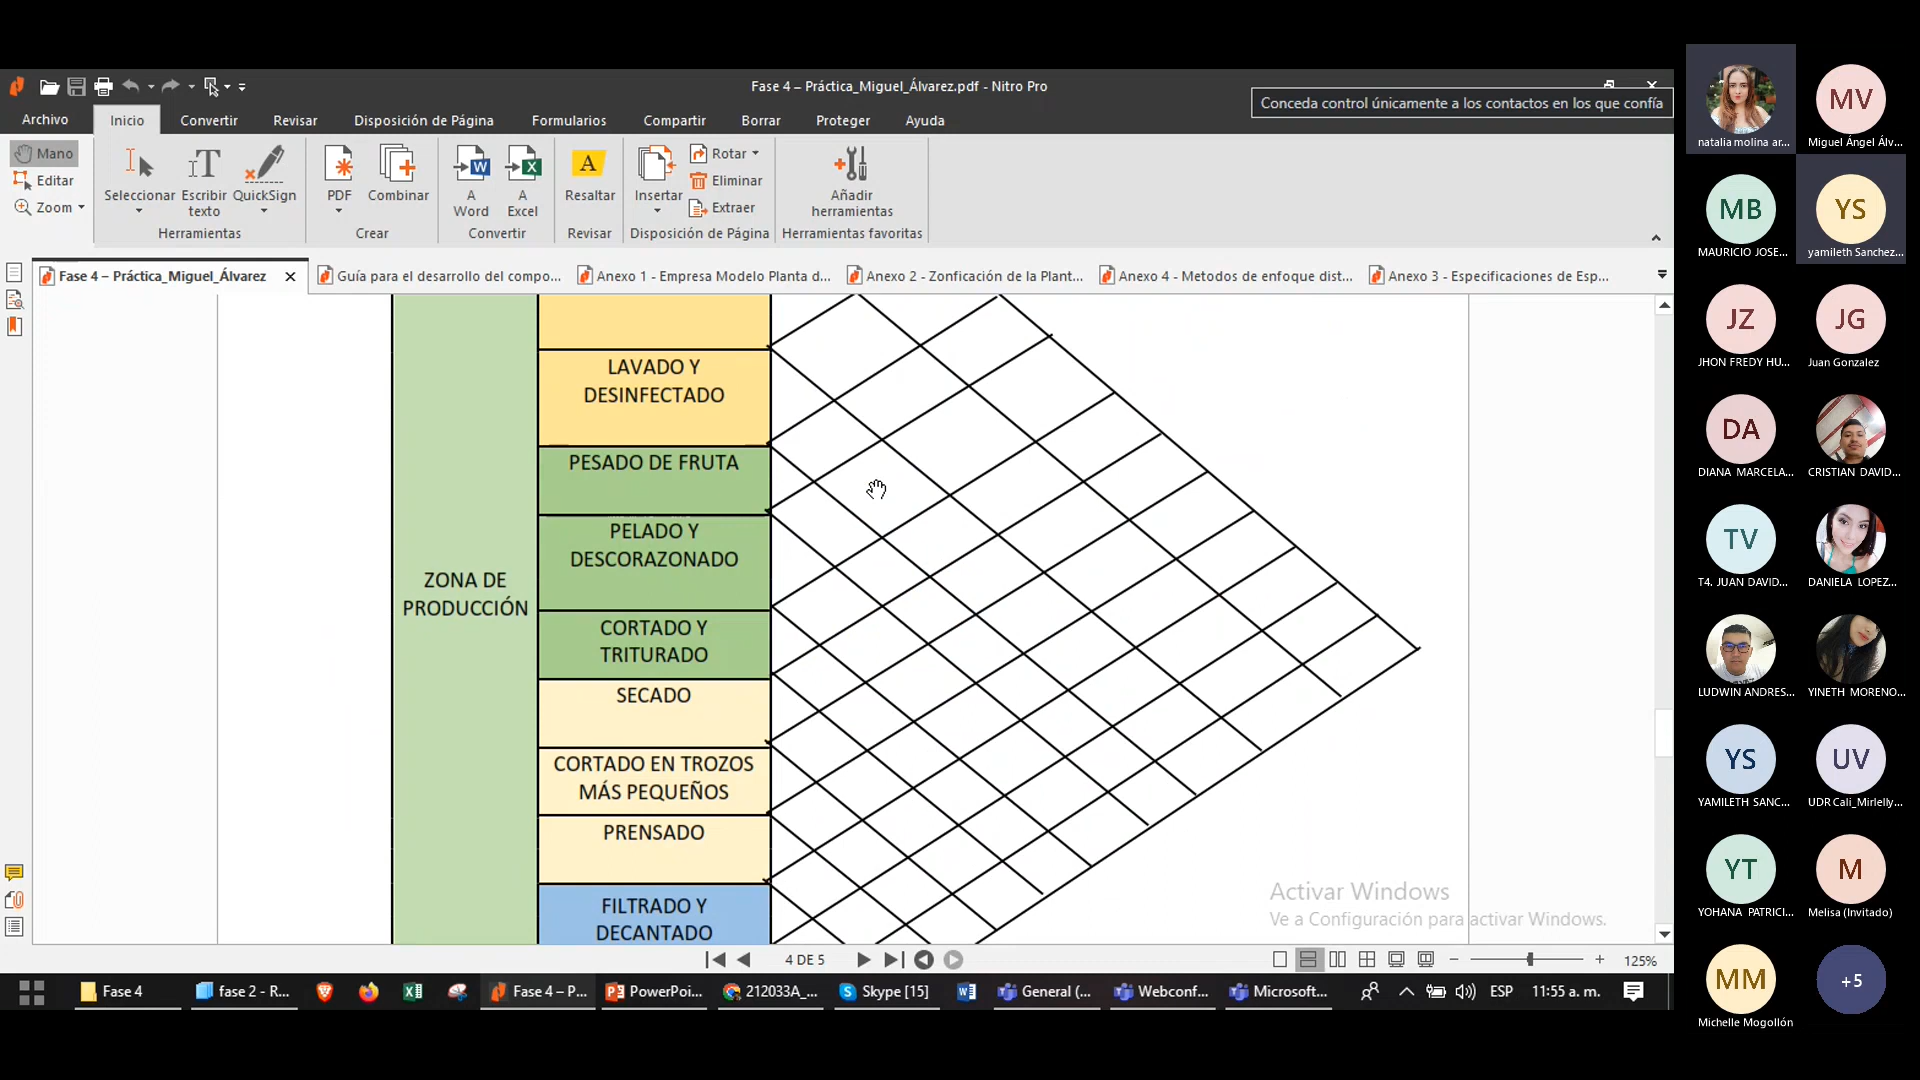 Fase 4 – Práctica_Miguel_Álvarez.pdf - Nitro Pro
Conceda control únicamente a los contactos en los que confía
Archivo
Inicio
Convertir
Revisar
Disposición de Página
Formularios
Compartir
Borrar
Proteger
Ayuda
Mano
Editar
Zoom
Seleccionar
Escribir texto
QuickSign
Herramientas
PDF
Combinar
Crear
A Word
A Excel
Convertir
A
Resaltar
Revisar
Insertar
Rotar
Eliminar
Extraer
Disposición de Página
Añadir herramientas
Herramientas favoritas
Fase 4 – Práctica_Miguel_Álvarez
Guía para el desarrollo del compo...
Anexo 1 - Empresa Modelo Planta d...
Anexo 2 - Zonficación de la Plant...
Anexo 4 - Metodos de enfoque dist...
Anexo 3 - Especificaciones de Esp...
ZONA DE
PRODUCCIÓN
LAVADO Y
DESINFECTADO
PESADO DE FRUTA
PELADO Y
DESCORAZONADO
CORTADO Y
TRITURADO
SECADO
CORTADO EN TROZOS
MÁS PEQUEÑOS
PRENSADO
FILTRADO Y
DECANTADO
Activar Windows
Ve a Configuración para activar Windows.
4 DE 5
125%
Fase 4
fase 2 - R...
Fase 4 – P...
PowerPoi...
212033A_...
Skype [15]
General (...
Webconf...
Microsoft...
ESP
11:55 a. m.
natalia molina ar...
MV
Miguel Ángel Álv...
MB
MAURICIO JOSE...
YS
yamileth Sanchez...
JZ
JHON FREDY HU...
JG
Juan Gonzalez
DA
DIANA MARCELA...
CRISTIAN DAVID...
TV
T4. JUAN DAVID...
DANIELA LOPEZ...
LUDWIN ANDRES...
YINETH MORENO...
YS
YAMILETH SANC...
UV
UDR Cali_Mirlelly...
YT
YOHANA PATRICI...
M
Melisa (Invitado)
MM
Michelle Mogollón
+5